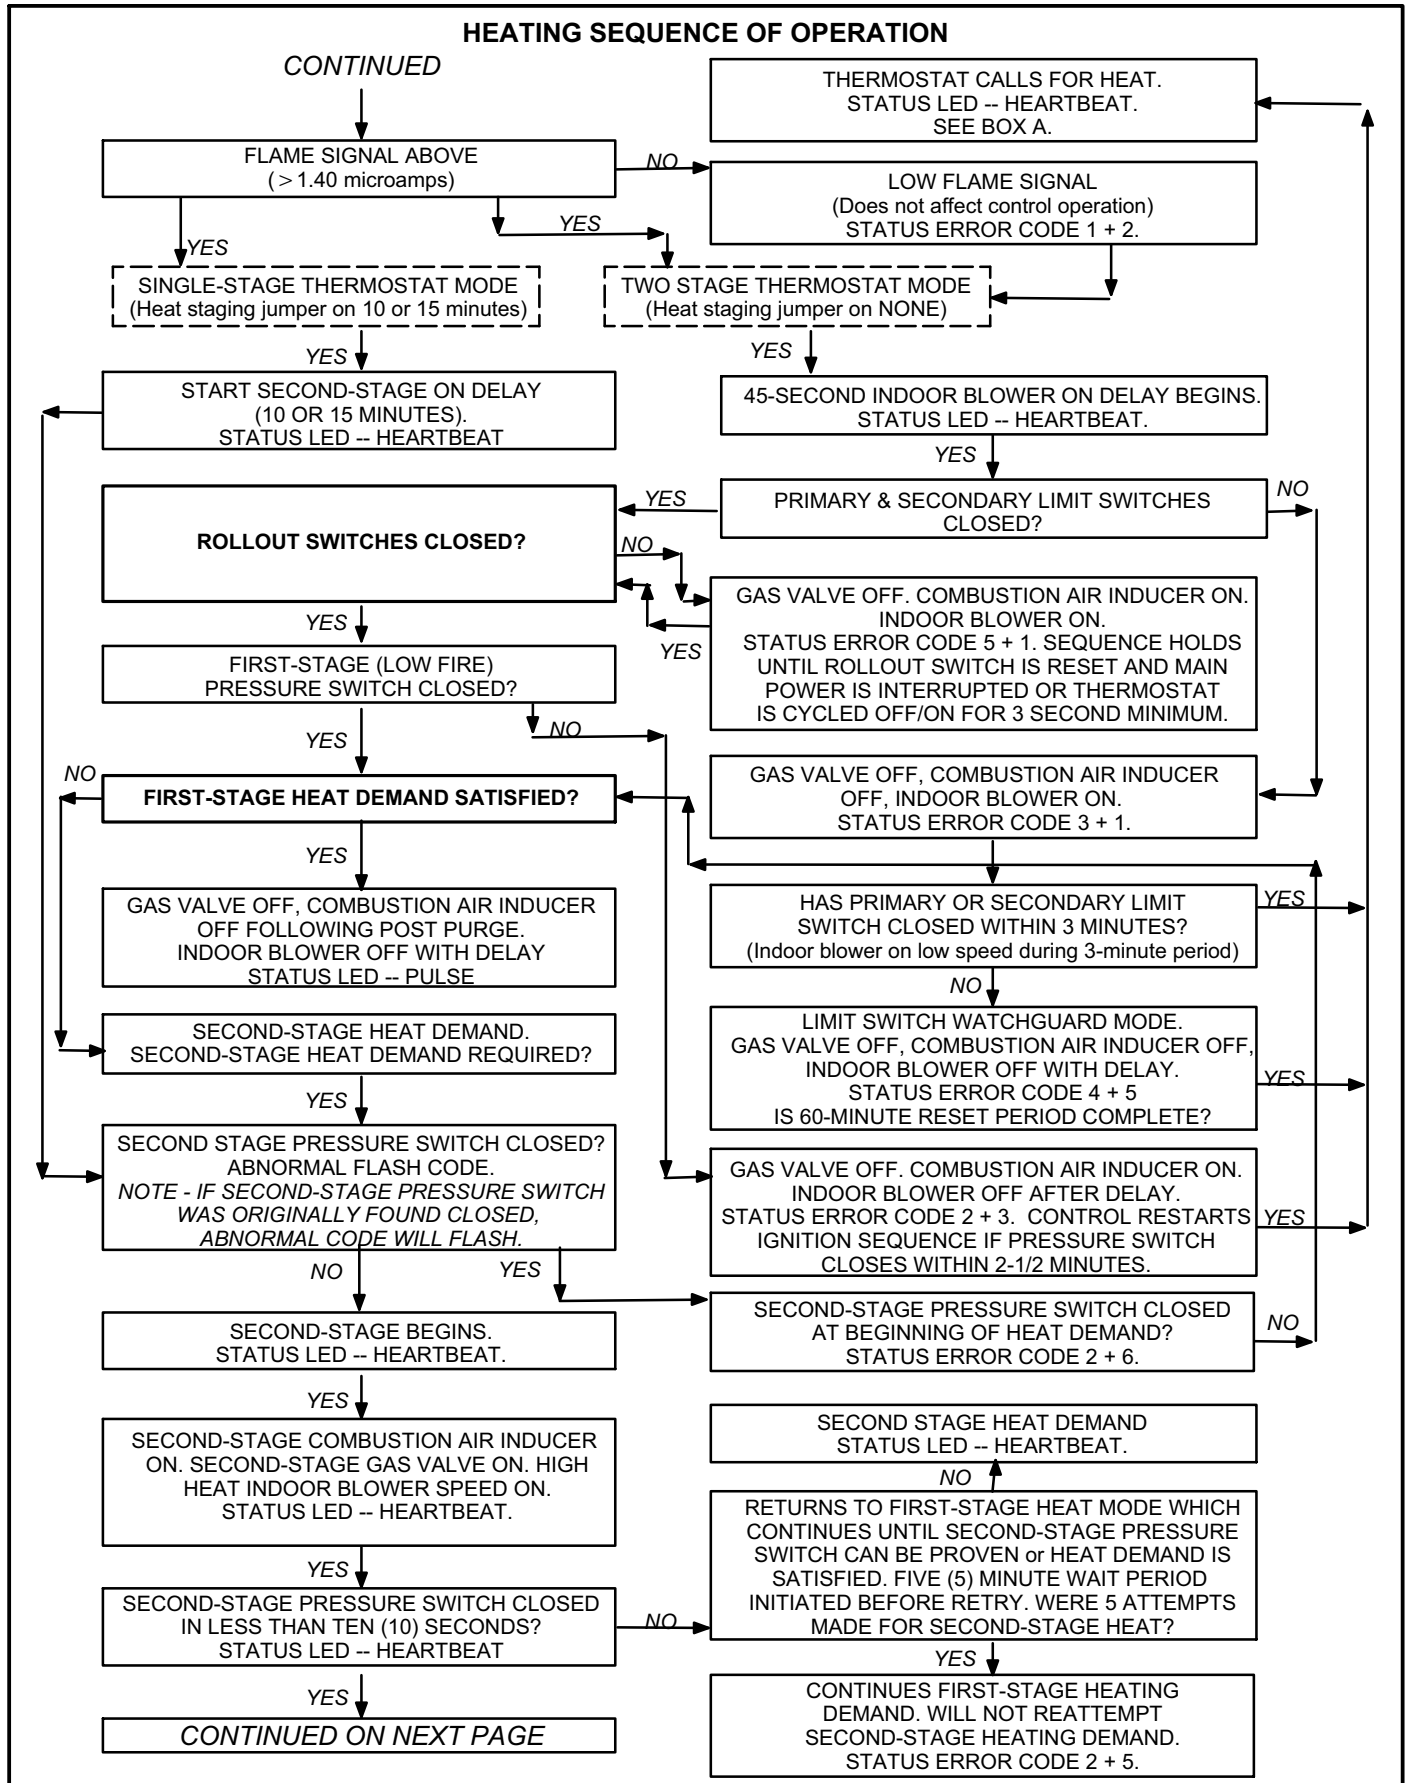 HEATING SEQUENCE OF OPERATION
CONTINUED
THERMOSTAT CALLS FOR HEAT.
STATUS LED -- HEARTBEAT.
SEE BOX A.
FLAME SIGNAL ABOVE
(>1.40 microamps)
NO
LOW FLAME SIGNAL
(Does not affect control operation)
STATUS ERROR CODE 1 + 2.
YES
YES
SINGLE-STAGE THERMOSTAT MODE
(Heat staging jumper on 10 or 15 minutes)
TWO STAGE THERMOSTAT MODE
(Heat staging jumper on NONE)
YES
YES
START SECOND-STAGE ON DELAY
(10 OR 15 MINUTES).
STATUS LED -- HEARTBEAT
45-SECOND INDOOR BLOWER ON DELAY BEGINS.
STATUS LED -- HEARTBEAT.
YES
PRIMARY & SECONDARY LIMIT SWITCHES
CLOSED?
YES
NO
ROLLOUT SWITCHES CLOSED?
NO
YES
GAS VALVE OFF. COMBUSTION AIR INDUCER ON.
INDOOR BLOWER ON.
STATUS ERROR CODE 5 + 1. SEQUENCE HOLDS
UNTIL ROLLOUT SWITCH IS RESET AND MAIN
POWER IS INTERRUPTED OR THERMOSTAT
IS CYCLED OFF/ON FOR 3 SECOND MINIMUM.
YES
FIRST-STAGE (LOW FIRE)
PRESSURE SWITCH CLOSED?
NO
YES
GAS VALVE OFF, COMBUSTION AIR INDUCER
OFF, INDOOR BLOWER ON.
STATUS ERROR CODE 3 + 1.
NO
FIRST-STAGE HEAT DEMAND SATISFIED?
YES
GAS VALVE OFF, COMBUSTION AIR INDUCER
OFF FOLLOWING POST PURGE.
INDOOR BLOWER OFF WITH DELAY
STATUS LED -- PULSE
HAS PRIMARY OR SECONDARY LIMIT
SWITCH CLOSED WITHIN 3 MINUTES?
(Indoor blower on low speed during 3-minute period)
YES
NO
SECOND-STAGE HEAT DEMAND.
SECOND-STAGE HEAT DEMAND REQUIRED?
LIMIT SWITCH WATCHGUARD MODE.
GAS VALVE OFF, COMBUSTION AIR INDUCER OFF,
INDOOR BLOWER OFF WITH DELAY.
STATUS ERROR CODE 4 + 5
IS 60-MINUTE RESET PERIOD COMPLETE?
YES
YES
SECOND STAGE PRESSURE SWITCH CLOSED?
ABNORMAL FLASH CODE.
NOTE - IF SECOND-STAGE PRESSURE SWITCH
WAS ORIGINALLY FOUND CLOSED,
ABNORMAL CODE WILL FLASH.
GAS VALVE OFF. COMBUSTION AIR INDUCER ON.
INDOOR BLOWER OFF AFTER DELAY.
STATUS ERROR CODE 2 + 3. CONTROL RESTARTS
IGNITION SEQUENCE IF PRESSURE SWITCH
CLOSES WITHIN 2-1/2 MINUTES.
YES
NO
YES
SECOND-STAGE PRESSURE SWITCH CLOSED
AT BEGINNING OF HEAT DEMAND?
STATUS ERROR CODE 2 + 6.
NO
SECOND-STAGE BEGINS.
STATUS LED -- HEARTBEAT.
YES
SECOND-STAGE COMBUSTION AIR INDUCER
ON. SECOND-STAGE GAS VALVE ON. HIGH
HEAT INDOOR BLOWER SPEED ON.
STATUS LED -- HEARTBEAT.
SECOND STAGE HEAT DEMAND
STATUS LED -- HEARTBEAT.
NO
RETURNS TO FIRST-STAGE HEAT MODE WHICH
CONTINUES UNTIL SECOND-STAGE PRESSURE
SWITCH CAN BE PROVEN or HEAT DEMAND IS
SATISFIED. FIVE (5) MINUTE WAIT PERIOD
INITIATED BEFORE RETRY. WERE 5 ATTEMPTS
MADE FOR SECOND-STAGE HEAT?
YES
SECOND-STAGE PRESSURE SWITCH CLOSED
IN LESS THAN TEN (10) SECONDS?
STATUS LED -- HEARTBEAT
NO
YES
YES
CONTINUED ON NEXT PAGE
CONTINUES FIRST-STAGE HEATING
DEMAND. WILL NOT REATTEMPT
SECOND-STAGE HEATING DEMAND.
STATUS ERROR CODE 2 + 5.